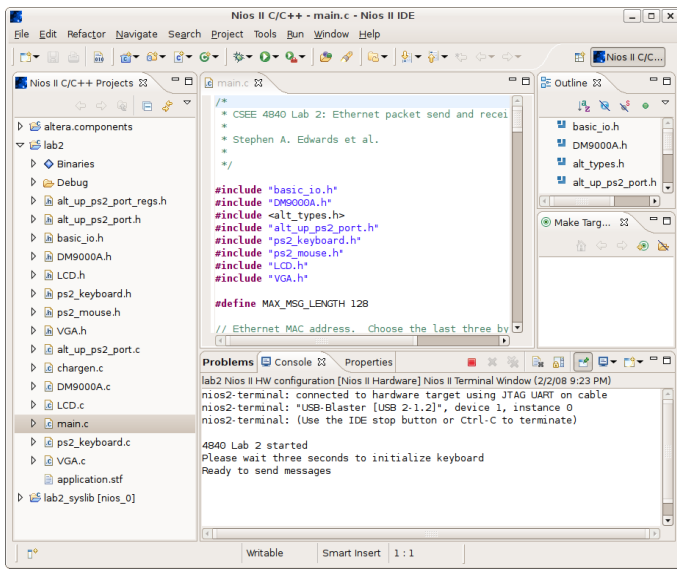 Nios II C/C++ - main.c - Nios II IDE
File Edit Refactor Navigate Search Project Tools Run Window Help
Nios II C/C...
Nios II C/C++ Projects
altera.components
lab2
Binaries
Debug
alt_up_ps2_port_regs.h
alt_up_ps2_port.h
basic_io.h
DM9000A.h
LCD.h
ps2_keyboard.h
ps2_mouse.h
VGA.h
alt_up_ps2_port.c
chargen.c
DM9000A.c
LCD.c
main.c
ps2_keyboard.c
VGA.c
application.stf
lab2_syslib [nios_0]
main.c
/*
* CSEE 4840 Lab 2: Ethernet packet send and recei
*
* Stephen A. Edwards et al.
*
*/
#include "basic_io.h"
#include "DM9000A.h"
#include <alt_types.h>
#include "alt_up_ps2_port.h"
#include "ps2_keyboard.h"
#include "ps2_mouse.h"
#include "LCD.h"
#include "VGA.h"
#define MAX_MSG_LENGTH 128
// Ethernet MAC address. Choose the last three by
Outline
basic_io.h
DM9000A.h
alt_types.h
alt_up_ps2_port.h
Make Targ...
Problems Console Properties
lab2 Nios II HW configuration [Nios II Hardware] Nios II Terminal Window (2/2/08 9:23 PM)
nios2-terminal: connected to hardware target using JTAG UART on cable
nios2-terminal: "USB-Blaster [USB 2-1.2]", device 1, instance 0
nios2-terminal: (Use the IDE stop button or Ctrl-C to terminate)
4840 Lab 2 started
Please wait three seconds to initialize keyboard
Ready to send messages
Writable Smart Insert 1 : 1